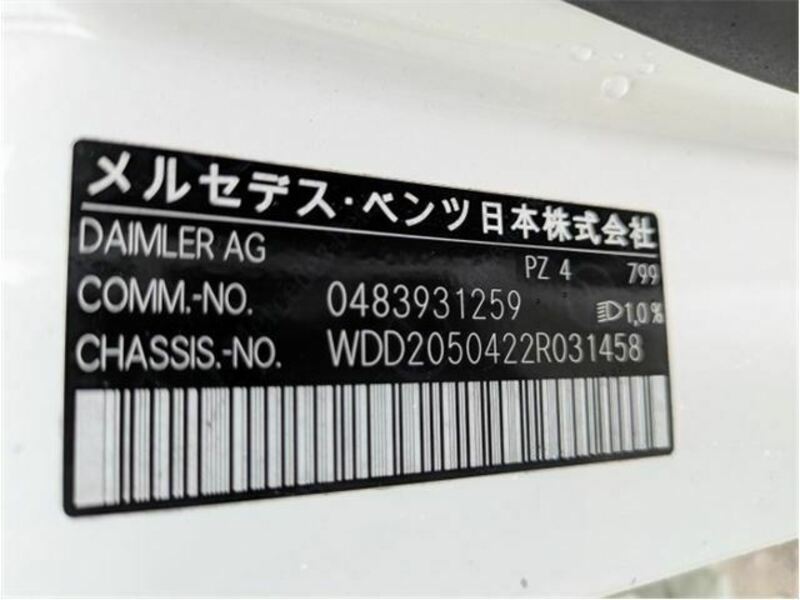 メルセデス・ベンツ日本株式会社
DAIMLER AG PZ 4 799
COMM.-NO. 0483931259 1,0 %
CHASSIS.-NO. WDD2050422R031458